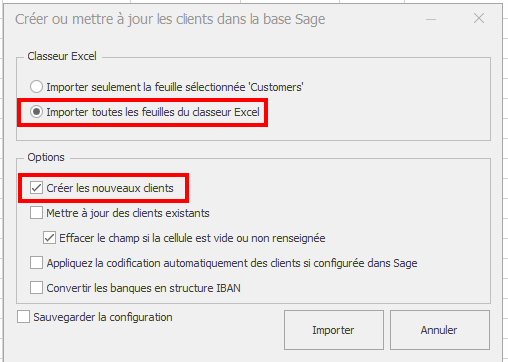 Créer ou mettre à jour les clients dans la base Sage
Classeur Excel
Importer seulement la feuille sélectionnée 'Customers'
Importer toutes les feuilles du classeur Excel
Options
Créer les nouveaux clients
Mettre à jour des clients existants
Effacer le champ si la cellule est vide ou non renseignée
Appliquez la codification automatiquement des clients si configurée dans Sage
Convertir les banques en structure IBAN
Sauvegarder la configuration
Importer
Annuler